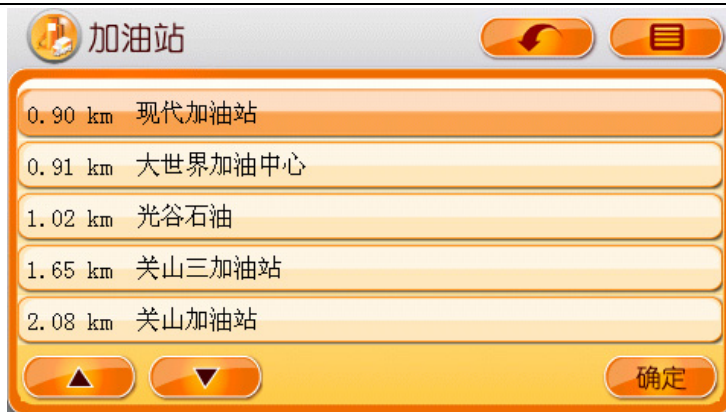 加油站
0.90 km 现代加油站
0.91 km 大世界加油中心
1.02 km 光谷石油
1.65 km 关山三加油站
2.08 km 关山加油站
确定